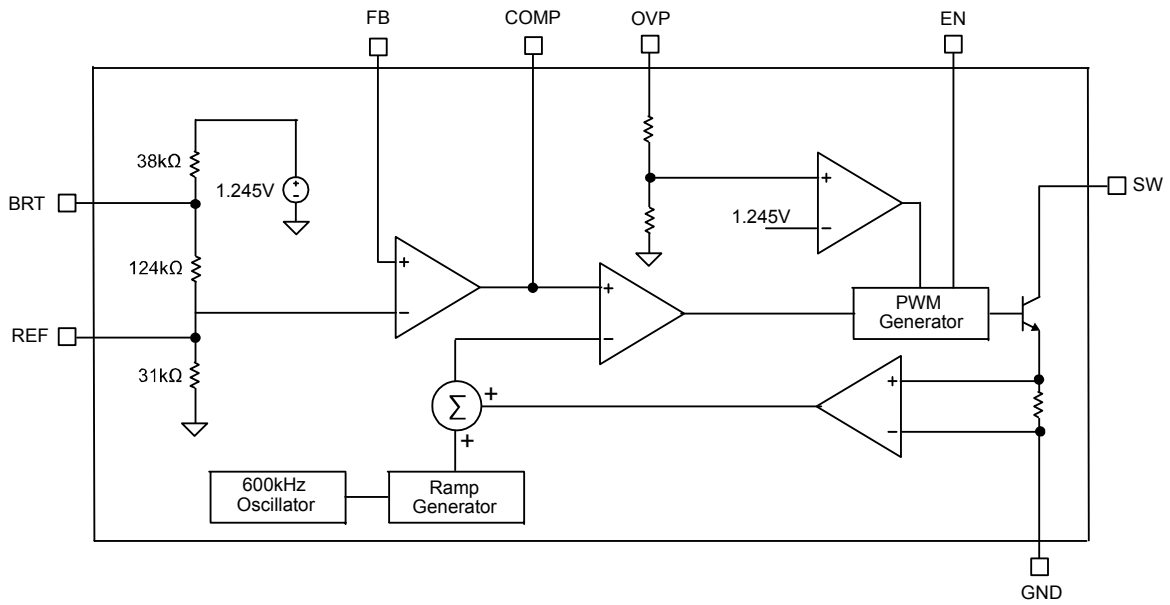 FB
COMP
OVP
EN
38kΩ
1.245V
BRT
124kΩ
REF
31kΩ
+
−
+
−
1.245V
+
−
+
−
SW
PWM
Generator
+
−
Σ
+
+
600kHz
Oscillator
Ramp
Generator
GND